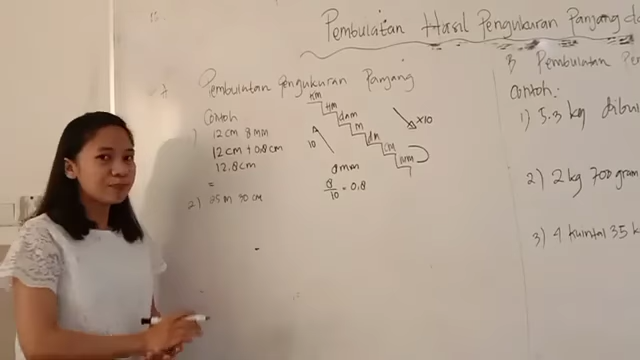 Pembulatan Hasil Pengukuran Panjang
A Pembulatan Pengukuran Panjang
Contoh
1) 12 cm 8 mm
12 cm + 0.8 cm
12.8 cm
=
2) 25 m 30 cm
km
Hm
dam
m
dm
cm
mm
10
x10
8 mm
8/10 = 0.8
B Pembulatan
Contoh:
1) 5.3 kg
2) 2 kg 700 gram
3) 4 kuintal 35